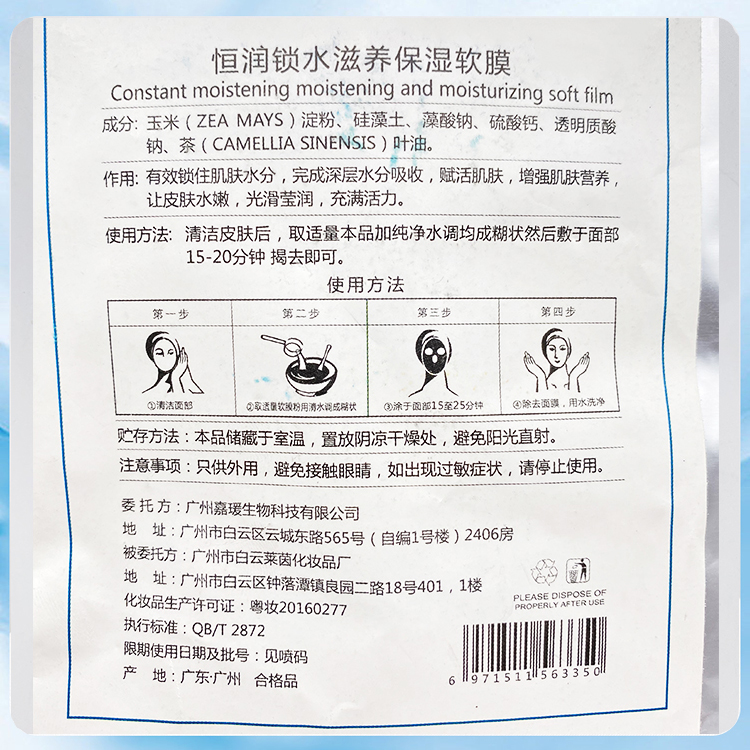 恒润锁水滋养保湿软膜
Constant moistening moistening and moisturizing soft film
成分: 玉米（ZEA MAYS）淀粉、硅藻土、藻酸钠、硫酸钙、透明质酸
钠、茶（CAMELLIA SINENSIS）叶油。
作用: 有效锁住肌肤水分，完成深层水分吸收，赋活肌肤，增强肌肤营养，
让皮肤水嫩，光滑莹润，充满活力。
使用方法: 清洁皮肤后，取适量本品加纯净水调均成糊状然后敷于面部
15-20分钟 揭去即可。
使用方法
第一步 第二步 第三步 第四步
①清洁面部 ②取适量软膜粉用清水调成糊状 ③涂于面部15至25分钟 ④除去面膜，用水洗净
贮存方法：本品储藏于室温，置放阴凉干燥处，避免阳光直射。
注意事项：只供外用，避免接触眼睛，如出现过敏症状，请停止使用。
委托方：广州嘉瑗生物科技有限公司
地 址：广州市白云区云城东路565号（自编1号楼）2406房
被委托方：广州市白云莱茵化妆品厂
地 址：广州市白云区钟落潭镇良园二路18号401，1楼
化妆品生产许可证：粤妆20160277
执行标准：QB/T 2872
限期使用日期及批号：见喷码
产 地：广东·广州 合格品
PLEASE DISPOSE OF
PROPERLY AFTER USE
6 971511 563350